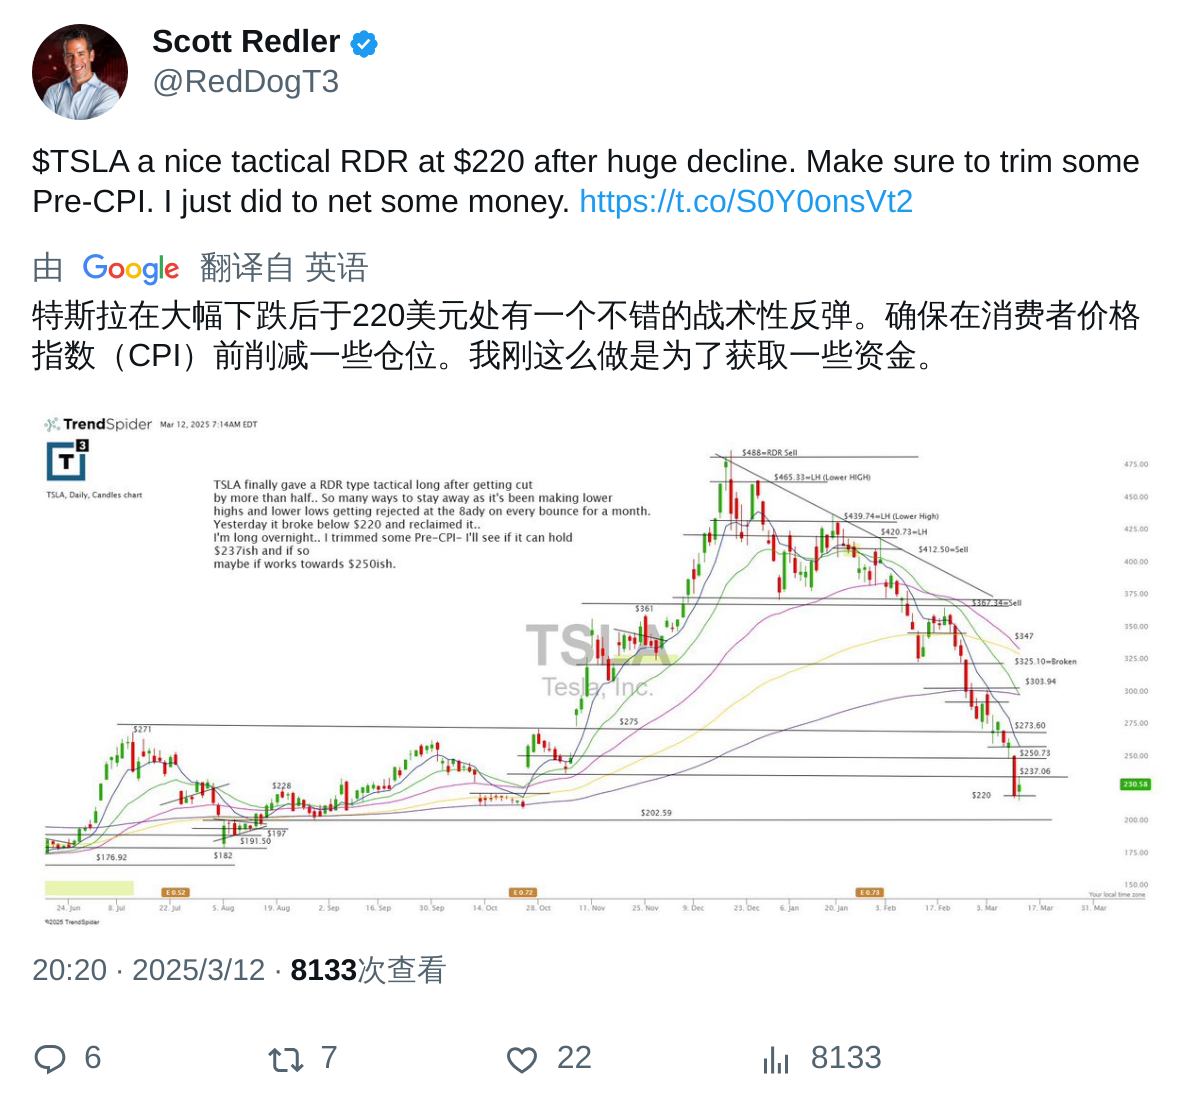 Scott Redler
@RedDogT3
$TSLA a nice tactical RDR at $220 after huge decline. Make sure to trim some
Pre-CPI. I just did to net some money. https://t.co/S0Y0onsVt2
由 Google 翻译自 英语
特斯拉在大幅下跌后于220美元处有一个不错的战术性反弹。确保在消费者价格
指数（CPI）前削减一些仓位。我刚这么做是为了获取一些资金。
TrendSpider Mar 12, 2025 7:14AM EDT
T3
TSLA, Daily, Candles chart
TSLA finally gave a RDR type tactical long after getting cut
by more than half.. So many ways to stay away as it's been making lower
highs and lower lows getting rejected at the 8ady on every bounce for a month.
Yesterday it broke below $220 and reclaimed it..
I'm long overnight.. I trimmed some Pre-CPI- I'll see if it can hold
$237ish and if so
maybe if works towards $250ish.
$488=RDR Sell
$465.33=LH (Lower HIGH)
$439.74=LH (Lower High)
$420.73=LH
$412.50=Sell
$367.34=Sell
$361
$347
$325.10=Broken
$303.94
$275
$273.60
$271
$250.73
$237.06
$228
$220
$202.59
$197
$191.50
$182
$176.92
TSLA
Tesla, Inc.
475.00
450.00
425.00
400.00
375.00
350.00
325.00
300.00
275.00
250.00
230.58
200.00
175.00
150.00
E 0.52
E 0.72
E 0.73
Your local time zone
24. Jun 8. Jul 22. Jul 5. Aug 19. Aug 2. Sep 16. Sep 30. Sep 14. Oct 28. Oct 11. Nov 25. Nov 9. Dec 23. Dec 6. Jan 20. Jan 3. Feb 17. Feb 3. Mar 17. Mar 31. Mar
©2025 TrendSpider
20:20 · 2025/3/12 · 8133次查看
6 7 22 8133